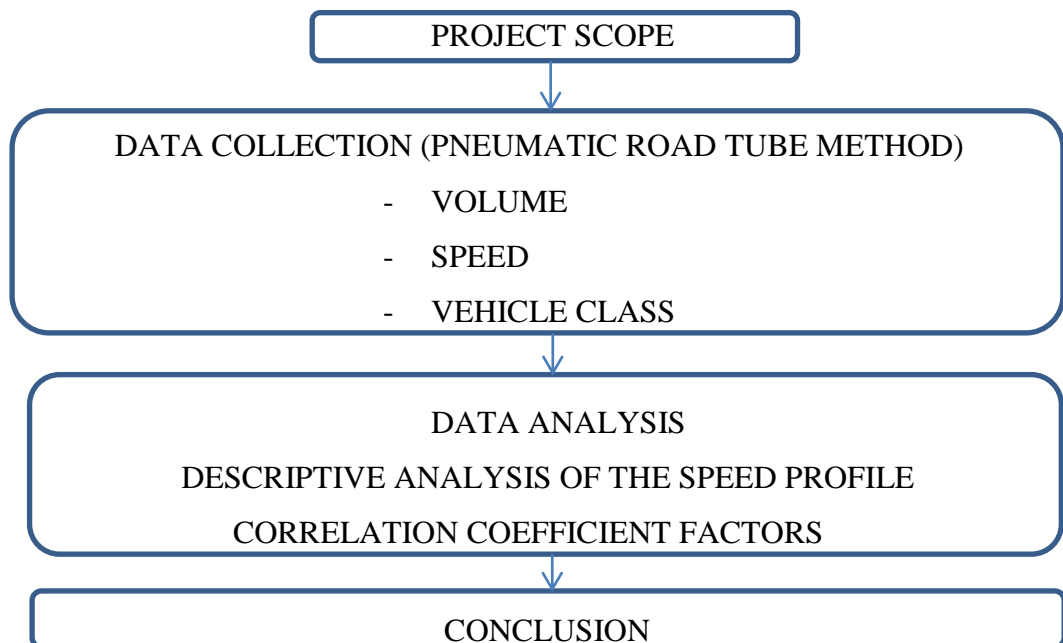 PROJECT SCOPE
DATA COLLECTION (PNEUMATIC ROAD TUBE METHOD)
- VOLUME
- SPEED
- VEHICLE CLASS
DATA ANALYSIS
DESCRIPTIVE ANALYSIS OF THE SPEED PROFILE
CORRELATION COEFFICIENT FACTORS
CONCLUSION